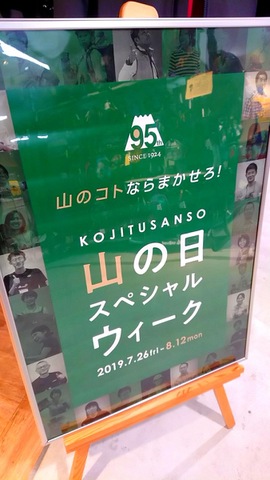 95th
SINCE 1924
山のコトならまかせろ!
KOJITUSANSO
山の日
スペシャル
ウィーク
2019.7.26fri-8.12mon